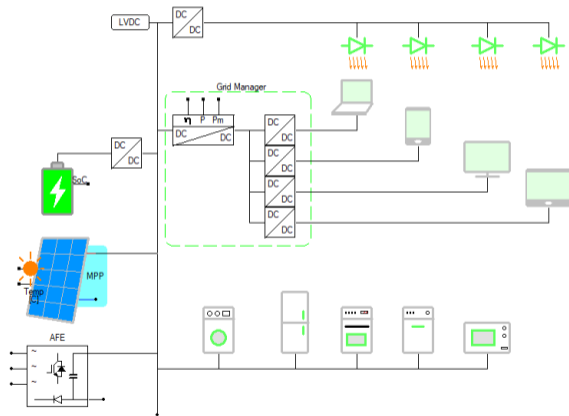 LVDC
DC
DC
Grid Manager
η P Pm
DC
DC
DC
DC
DC
DC
DC
DC
DC
DC
DC
DC
SoC
MPP
Temp
[C]
AFE
~
~
~